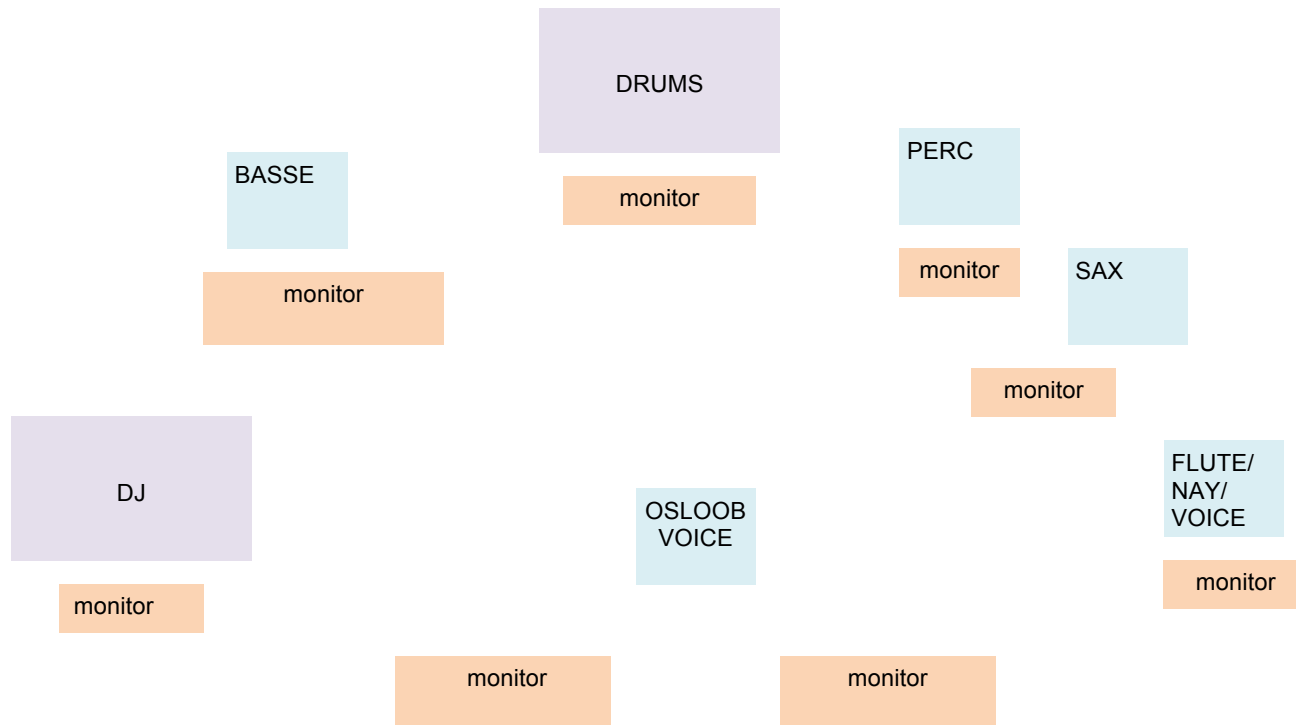 DRUMS
PERC
BASSE
monitor
monitor
SAX
monitor
monitor
FLUTE/
NAY/
VOICE
DJ
OSLOOB
VOICE
monitor
monitor
monitor
monitor